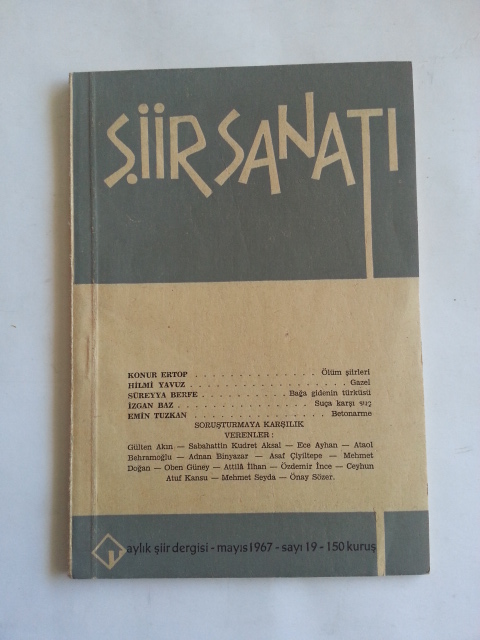 ŞİİR SANATI
KONUR ERTOP . . . . . . . . . . . . . . . Ölüm şiirleri
HİLMİ YAVUZ . . . . . . . . . . . . . . . . . . . Gazel
SÜREYYA BERFE . . . . . . . . . . . Bağa gidenin türküsü
İZGAN BAZ . . . . . . . . . . . . . . . . Suça karşı suç
EMİN TUZKAN . . . . . . . . . . . . . . . . . Betonarme
SORUŞTURMAYA KARŞILIK
VERENLER :
Gülten Akın — Sabahattin Kudret Aksal — Ece Ayhan — Ataol
Behramoğlu — Adnan Binyazar — Asaf Çiyiltepe — Mehmet
Doğan — Oben Güney — Attilâ İlhan — Özdemir İnce — Ceyhun
Atuf Kansu — Mehmet Seyda — Önay Sözer.
aylık şiir dergisi - mayıs 1967 - sayı 19 - 150 kuruş